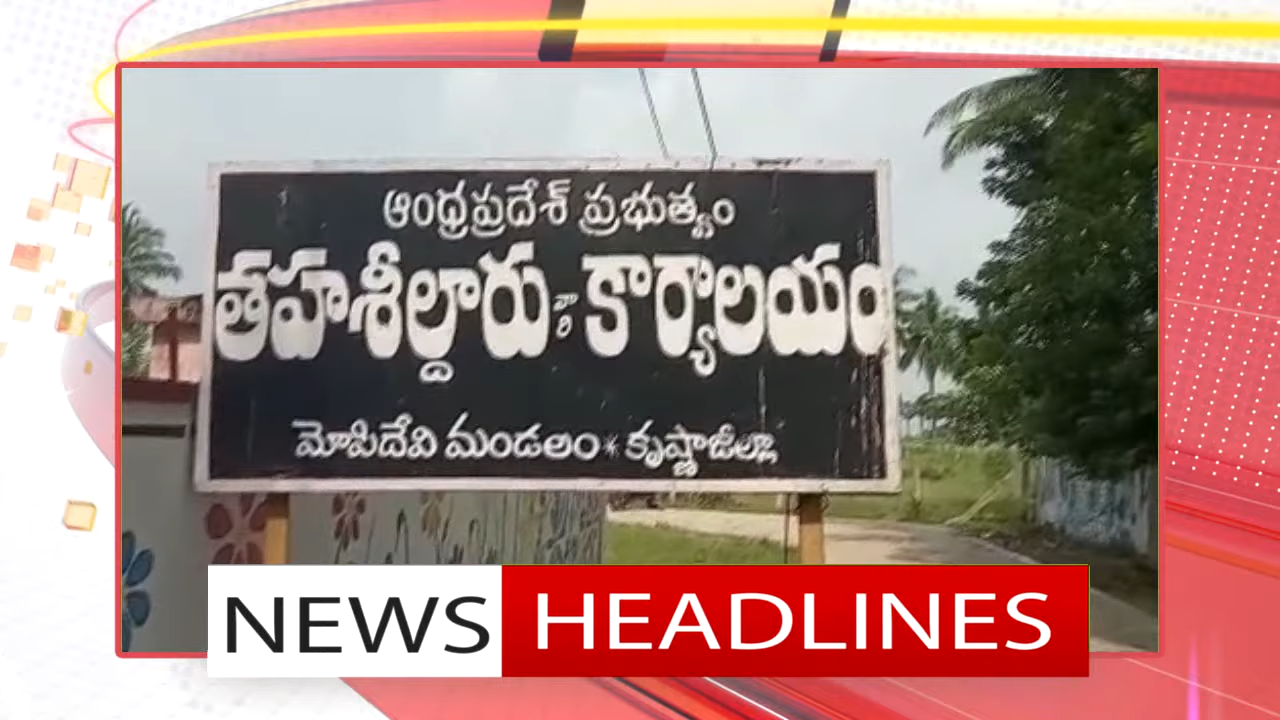 ఆంధ్రప్రదేశ్ ప్రభుత్వం
తహశీల్దారు వారి కార్యాలయం
మోపిదేవి మండలం * కృష్ణాజిల్లా
NEWS HEADLINES